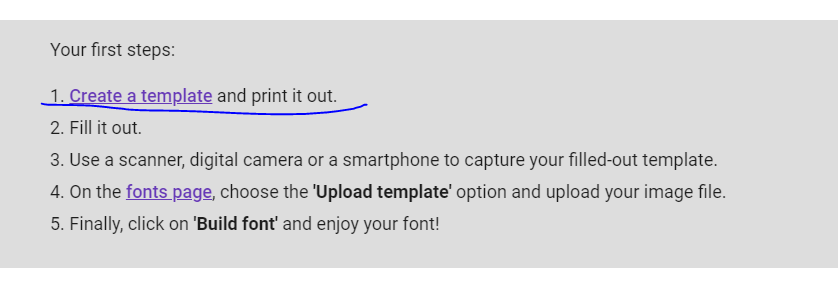 Your first steps:
1. Create a template and print it out.
2. Fill it out.
3. Use a scanner, digital camera or a smartphone to capture your filled-out template.
4. On the fonts page, choose the 'Upload template' option and upload your image file.
5. Finally, click on 'Build font' and enjoy your font!